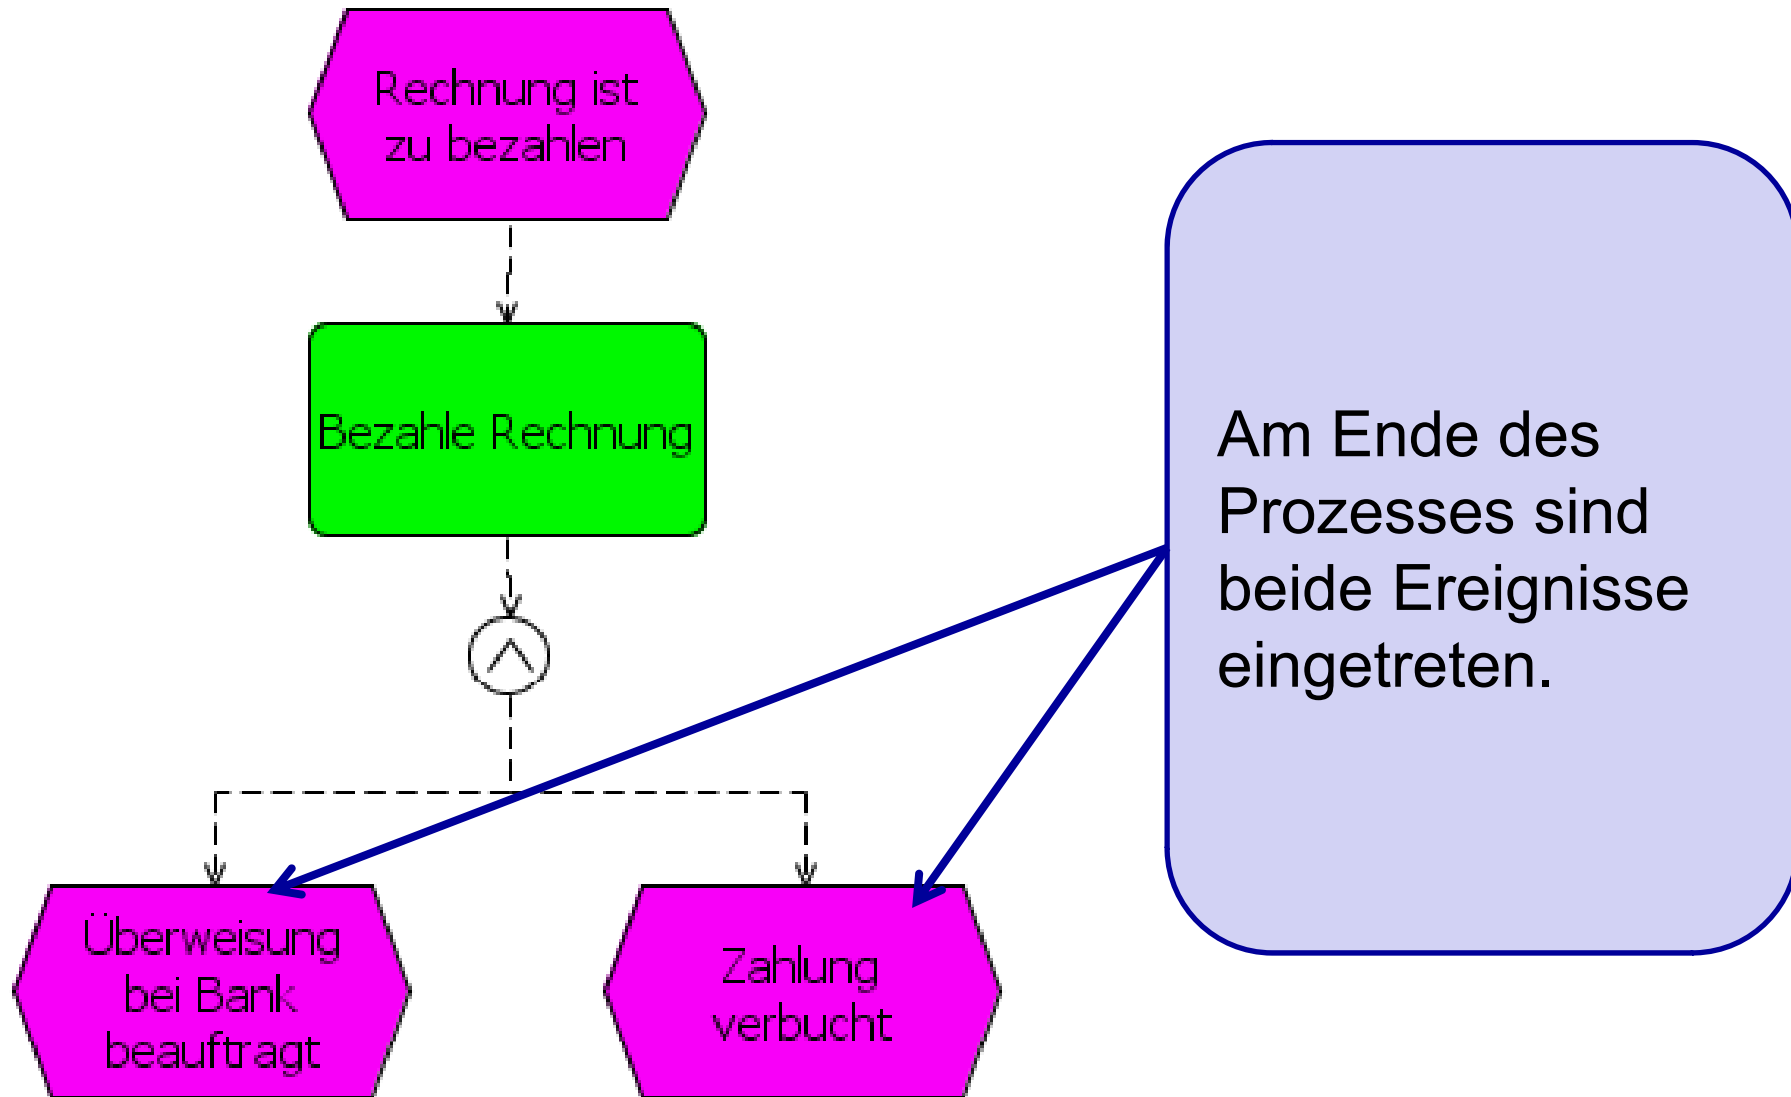 Rechnung ist
zu bezahlen
Bezahle Rechnung
Überweisung
bei Bank
beauftragt
Zahlung
verbucht
Am Ende des
Prozesses sind
beide Ereignisse
eingetreten.